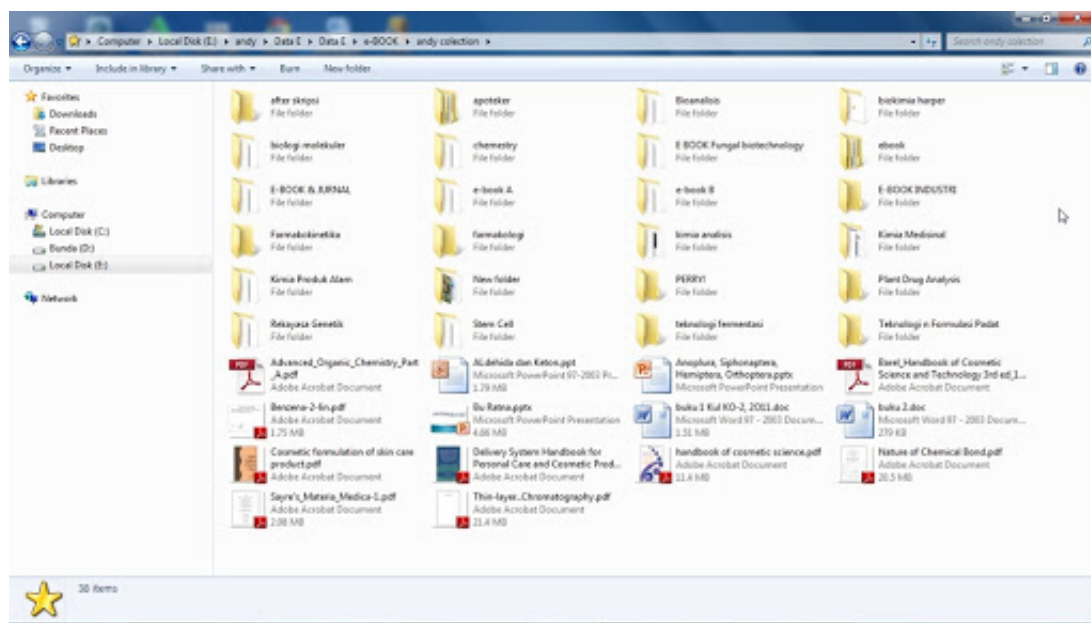 Computer ▸ Local Disk (E:) ▸ andy ▸ Data E ▸ Data E ▸ e-BOOK ▸ andy colection ▸
Search andy colection
Organize Include in library Share with Burn New folder
Favorites
Downloads
Recent Places
Desktop
Libraries
Computer
Local Disk (C:)
Bunda (D:)
Local Disk (E:)
Network
after skripsi
File folder
apoteker
File folder
Bioanalisis
File folder
biokimia harper
File folder
biologi molekuler
File folder
chemestry
File folder
E BOOK Fungal biotechnology
File folder
ebook
File folder
E-BOOK & JURNAL
File folder
e-book A
File folder
e-book B
File folder
E-BOOK INDUSTRI
File folder
Farmakokinetika
File folder
farmakologi
File folder
kimia analisis
File folder
Kimia Medisinal
File folder
Kimia Produk Alam
File folder
New folder
File folder
PERRY!
File folder
Plant Drug Analysis
File folder
Rekayasa Genetik
File folder
Stem Cell
File folder
teknologi fermentasi
File folder
Teknologi n Formulasi Padat
File folder
Advanced_Organic_Chemistry_Part
_A.pdf
Adobe Acrobat Document
ALdehida dan Keton.ppt
Microsoft PowerPoint 97-2003 Pr...
1.79 MB
Anoplura, Siphonaptera,
Hemiptera, Orthoptera.pptx
Microsoft PowerPoint Presentation
Barel_Handbook of Cosmetic
Science and Technology 3rd ed_1...
Adobe Acrobat Document
Benzena-2-fin.pdf
Adobe Acrobat Document
1.75 MB
Bu Ratna.pptx
Microsoft PowerPoint Presentation
4.66 MB
buku 1 Kul KO-2, 2011.doc
Microsoft Word 97 - 2003 Docum...
1.51 MB
buku 2.doc
Microsoft Word 97 - 2003 Docum...
279 KB
Cosmetic formulation of skin care
product.pdf
Adobe Acrobat Document
Delivery System Handbook for
Personal Care and Cosmetic Prod...
Adobe Acrobat Document
handbook of cosmetic science.pdf
Adobe Acrobat Document
11.4 MB
Nature of Chemical Bond.pdf
Adobe Acrobat Document
20.5 MB
Sayre's_Materia_Medica-1.pdf
Adobe Acrobat Document
2.08 MB
Thin-layer_Chromatography.pdf
Adobe Acrobat Document
21.4 MB
38 items